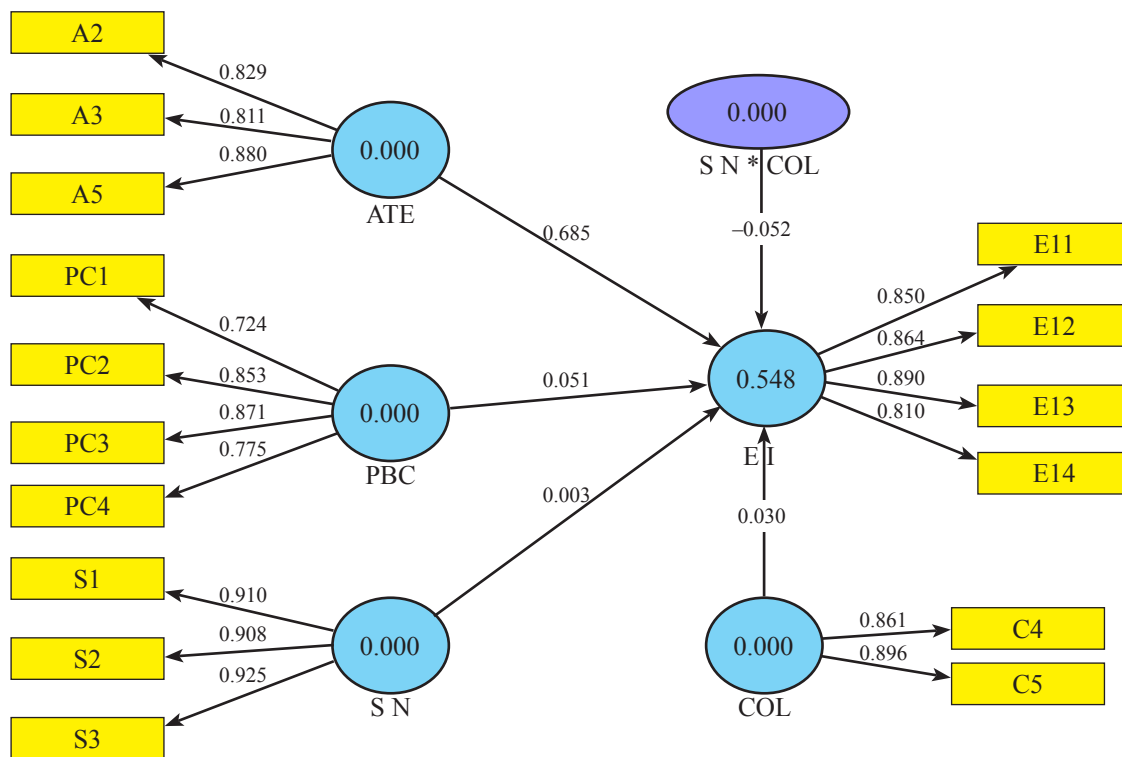 A2
0.829
A3
0.811
A5
0.880
0.000
ATE
0.685
PC1
0.724
PC2
0.853
PC3
0.871
PC4
0.775
0.000
PBC
0.051
S1
0.910
S2
0.908
S3
0.925
0.000
S N
0.003
0.000
S N * COL
–0.052
0.548
E I
0.850
E11
0.864
E12
0.890
E13
0.810
E14
0.030
0.000
COL
0.861
C4
0.896
C5